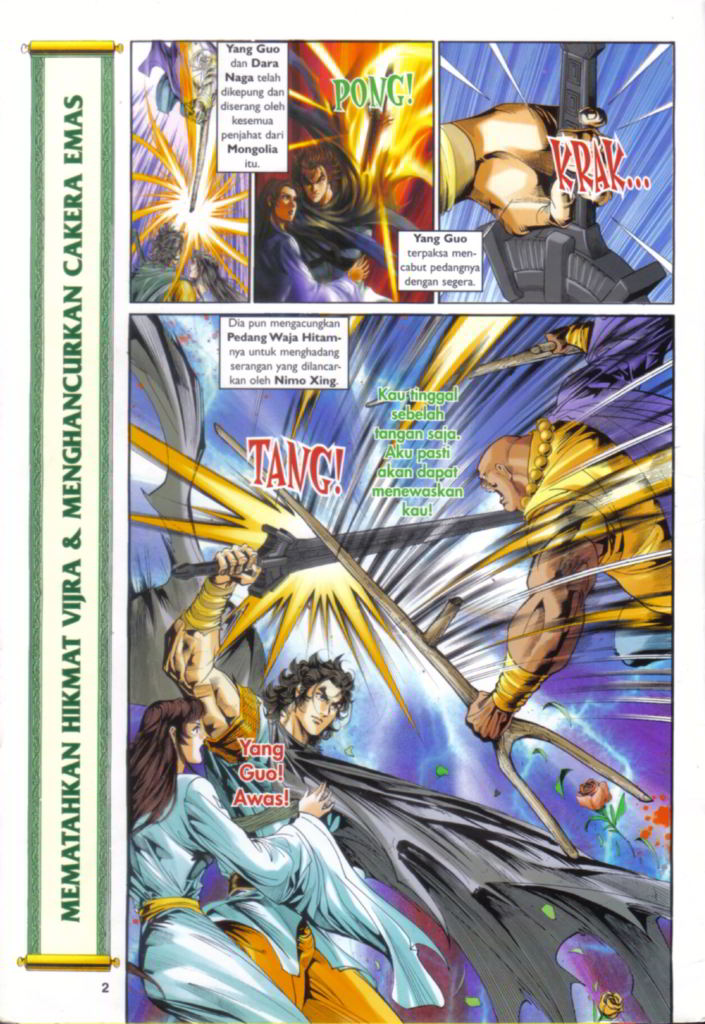 MEMATAHKAN HIKMAT VIJRA & MENGHANCURKAN CAKERA EMAS
Yang Guo
dan Dara
Naga telah
dikepung dan
diserang oleh
kesemua
penjahat dari
Mongolia
itu.
PONG!
KRAK...
Yang Guo
terpaksa men-
cabut pedangnya
dengan segera.
Dia pun mengacungkan
Pedang Waja Hitam-
nya untuk menghadang
serangan yang dilancar-
kan oleh Nimo Xing.
Kau tinggal
sebelah
tangan saja.
Aku pasti
akan dapat
menewaskan
kau!
TANG!
Yang
Guo!
Awas!
2